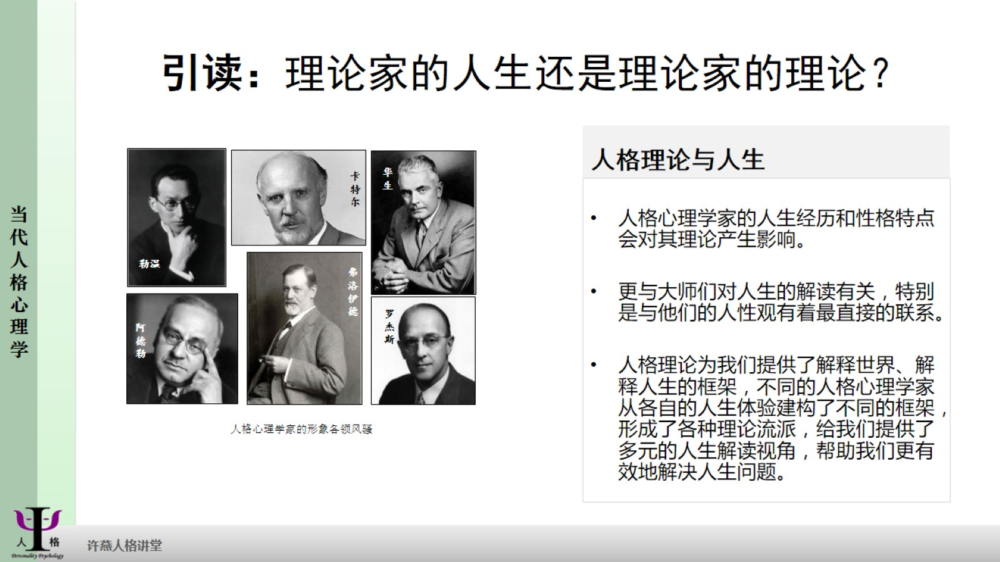 引读：理论家的人生还是理论家的理论？
当代人格心理学
勒温
卡特尔
华生
阿德勒
弗洛伊德
罗杰斯
人格心理学家的形象各领风骚
人格理论与人生
• 人格心理学家的人生经历和性格特点
会对其理论产生影响。
• 更与大师们对人生的解读有关，特别
是与他们的人性观有着最直接的联系。
• 人格理论为我们提供了解释世界、解
释人生的框架，不同的人格心理学家
从各自的人生体验建构了不同的框架，
形成了各种理论流派，给我们提供了
多元的人生解读视角，帮助我们更有
效地解决人生问题。
人 格
Personality Psychology
许燕人格讲堂